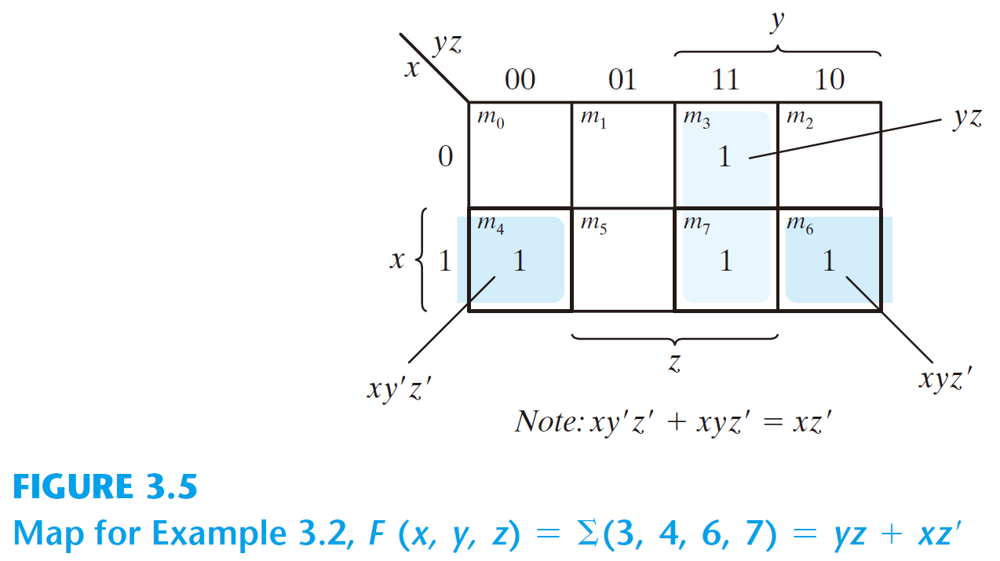 y
yz
x
00 01 11 10
m₀ m₁ m₃ m₂
yz
0 1
m₄ m₅ m₇ m₆
x 1 1 1 1
z
xy′z′
xyz′
Note: xy′z′ + xyz′ = xz′
FIGURE 3.5
Map for Example 3.2, F (x, y, z) = Σ(3, 4, 6, 7) = yz + xz′